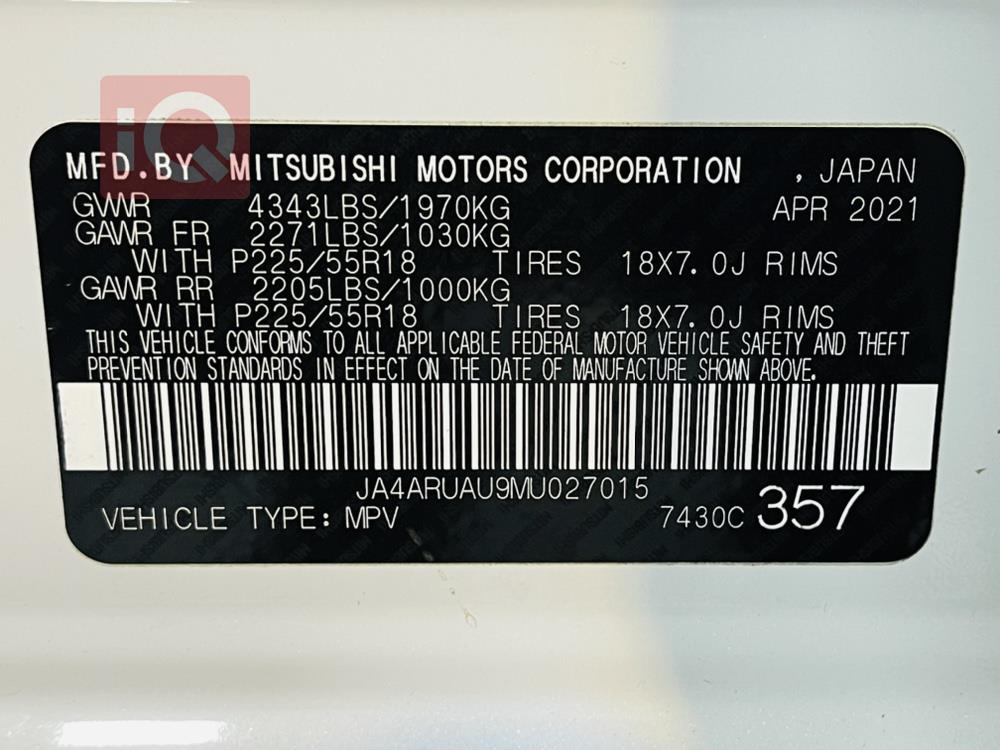 iQ
MFD.BY MITSUBISHI MOTORS CORPORATION , JAPAN
GVWR 4343LBS/1970KG APR 2021
GAWR FR 2271LBS/1030KG
WITH P225/55R18 TIRES 18X7.0J RIMS
GAWR RR 2205LBS/1000KG
WITH P225/55R18 TIRES 18X7.0J RIMS
THIS VEHICLE CONFORMS TO ALL APPLICABLE FEDERAL MOTOR VEHICLE SAFETY AND THEFT
PREVENTION STANDARDS IN EFFECT ON THE DATE OF MANUFACTURE SHOWN ABOVE.
JA4ARUAU9MU027015
VEHICLE TYPE: MPV 7430C 357